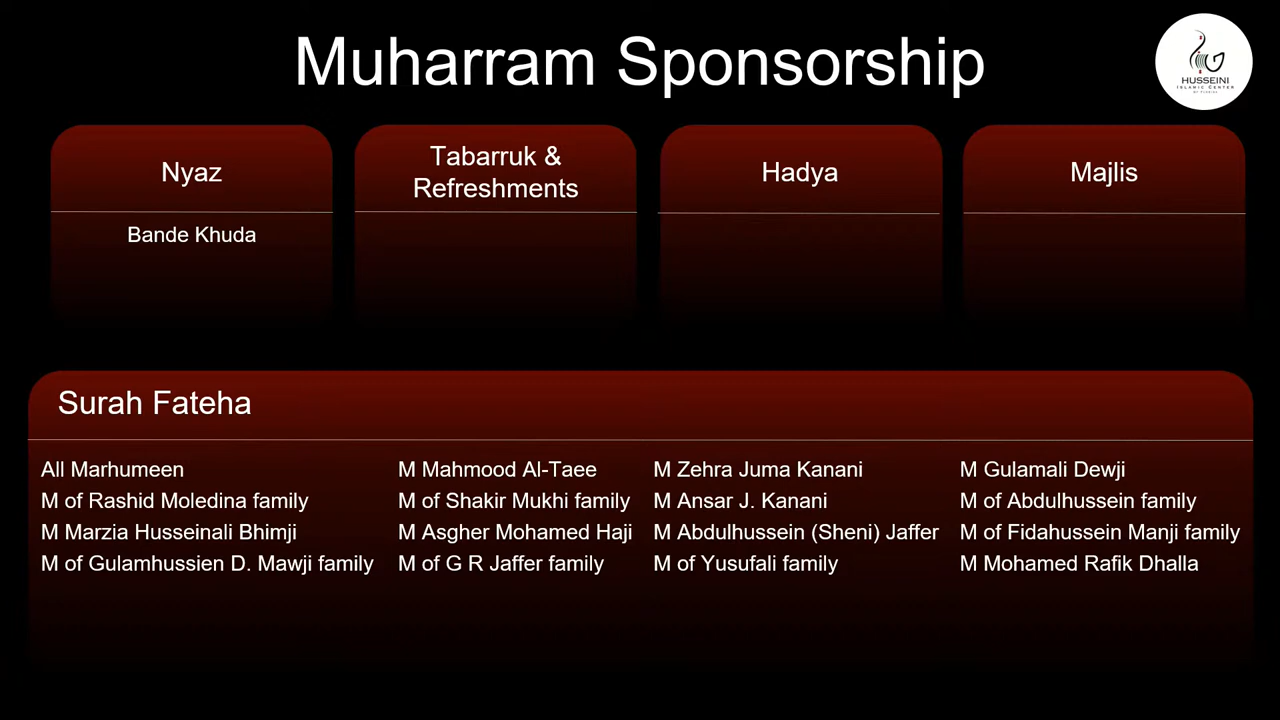 Muharram Sponsorship
HUSSEINI
ISLAMIC CENTER
OF FLORIDA
Nyaz
Bande Khuda
Tabarruk &
Refreshments
Hadya
Majlis
Surah Fateha
All Marhumeen
M of Rashid Moledina family
M Marzia Husseinali Bhimji
M of Gulamhussien D. Mawji family
M Mahmood Al-Taee
M of Shakir Mukhi family
M Asgher Mohamed Haji
M of G R Jaffer family
M Zehra Juma Kanani
M Ansar J. Kanani
M Abdulhussein (Sheni) Jaffer
M of Yusufali family
M Gulamali Dewji
M of Abdulhussein family
M of Fidahussein Manji family
M Mohamed Rafik Dhalla